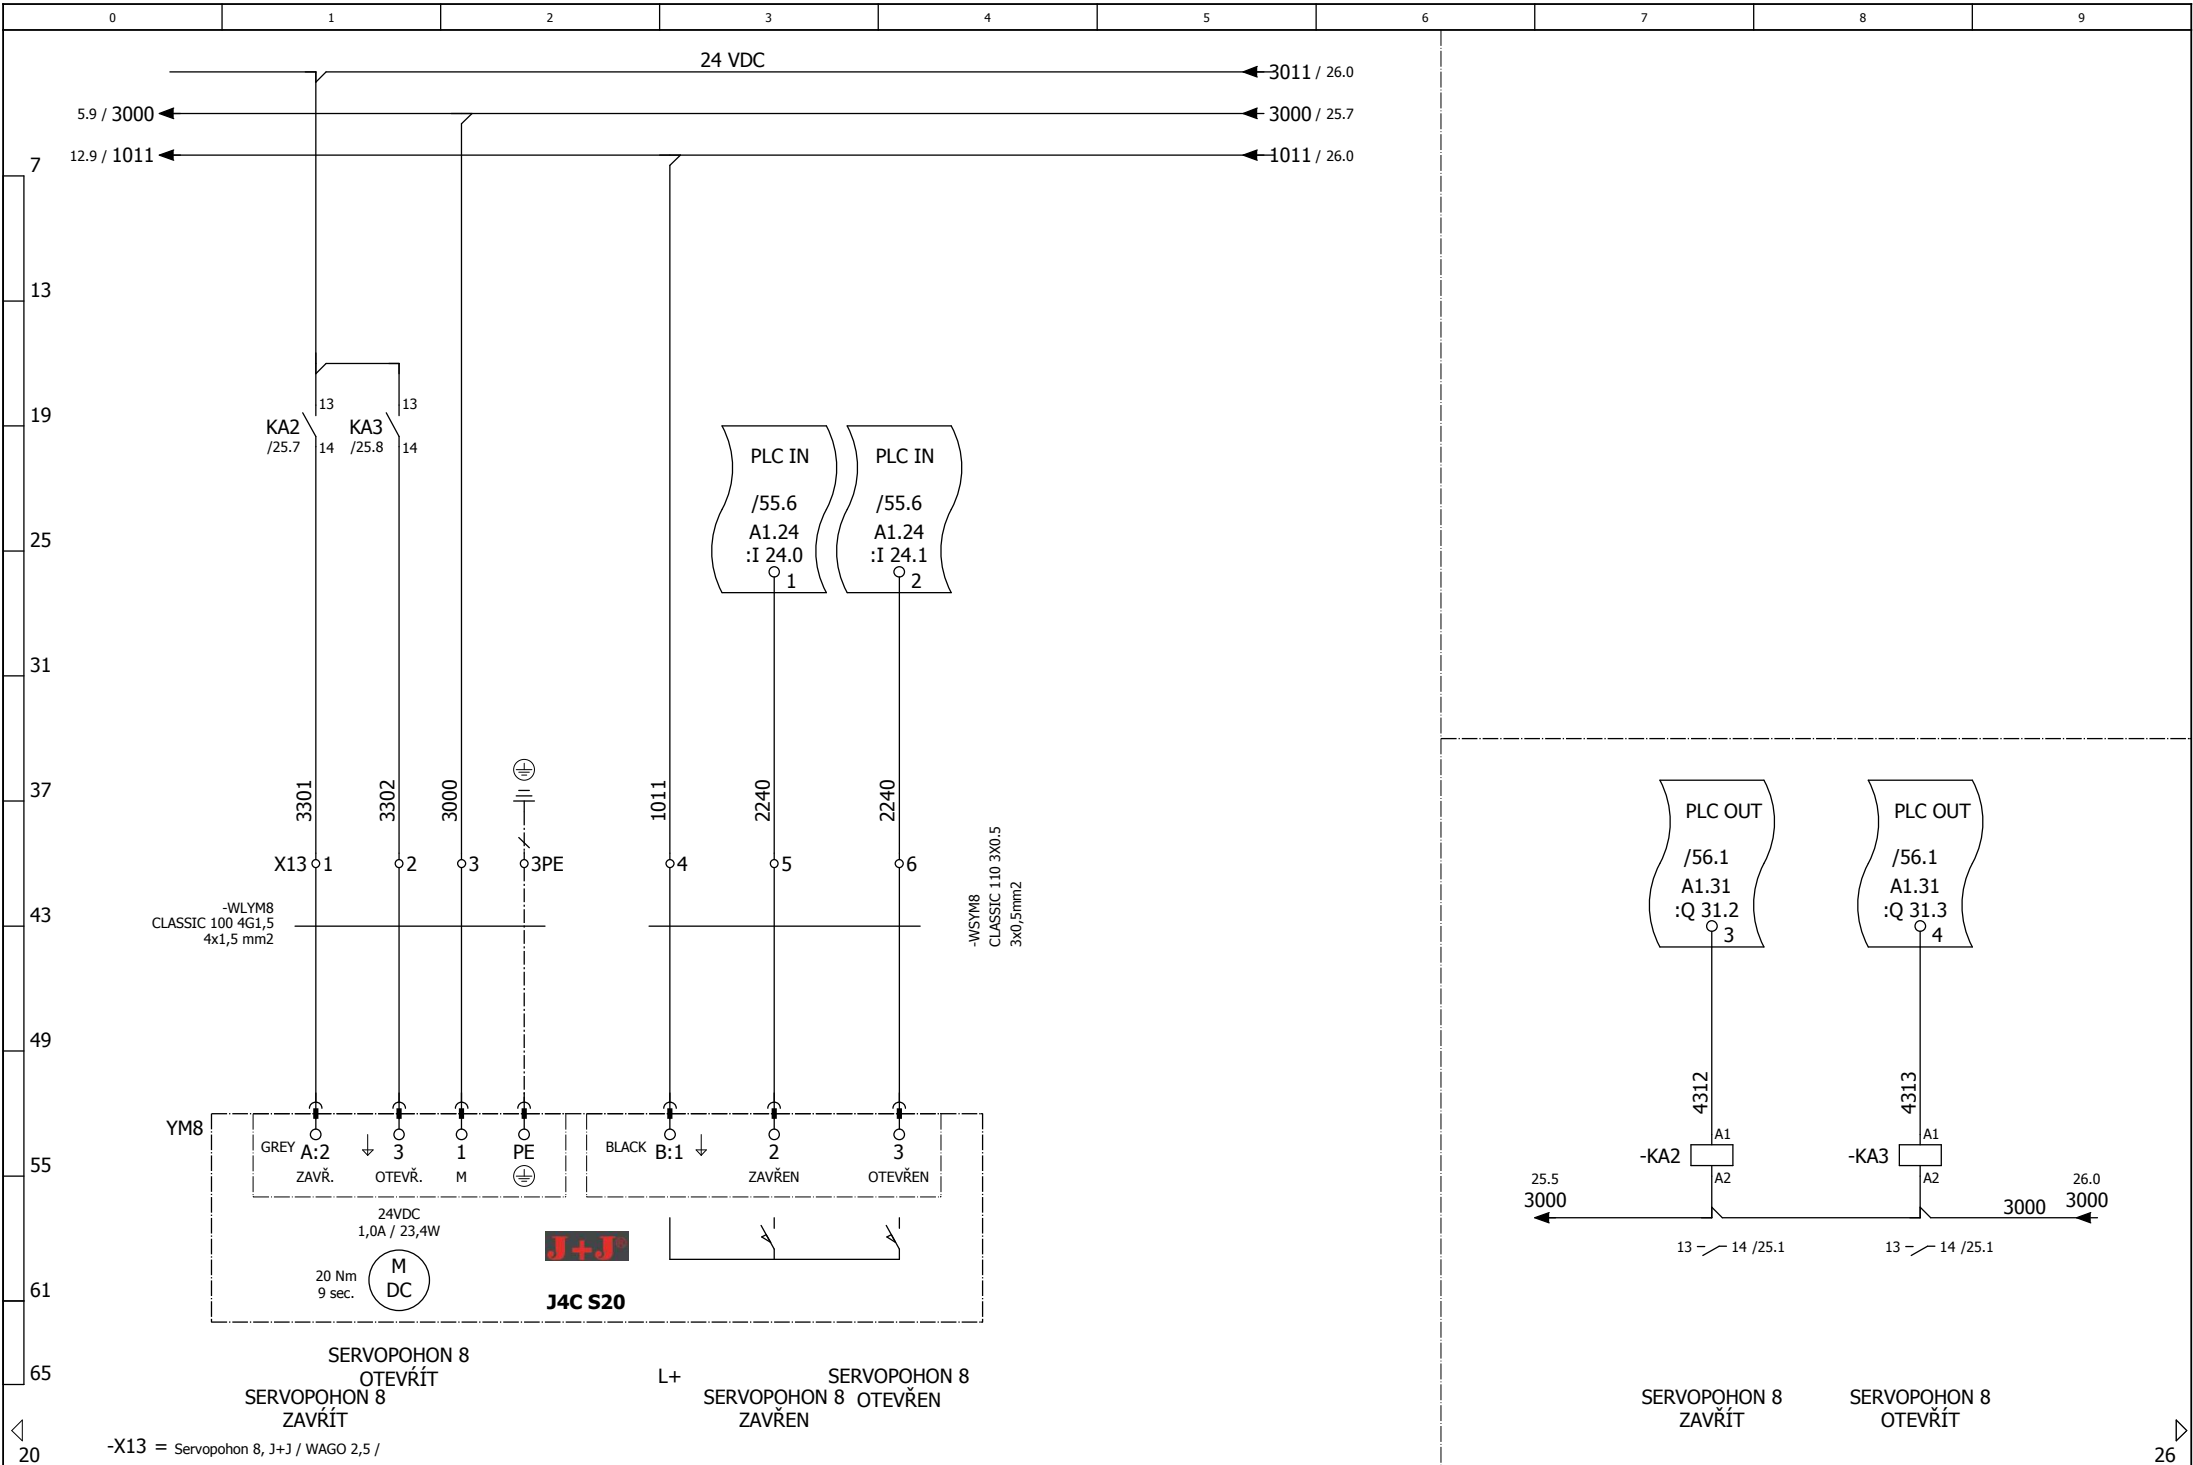 0 1 2 3 4 5 6 7 8 9
24 VDC
3011 / 26.0
5.9 / 3000
3000 / 25.7
12.9 / 1011
1011 / 26.0
7
13
19
25
31
37
43
49
55
61
65
13
KA2
/25.7
14
13
KA3
/25.8
14
PLC IN
/55.6
A1.24
:I 24.0
1
PLC IN
/55.6
A1.24
:I 24.1
2
3301
3302
3000
1011
2240
2240
X13 1
2
3
3PE
4
5
6
-WLYM8
CLASSIC 100 4G1,5
4x1,5 mm2
-WSYM8
CLASSIC 110 3X0.5
3x0,5mm2
PLC OUT
/56.1
A1.31
:Q 31.2
3
PLC OUT
/56.1
A1.31
:Q 31.3
4
4312
4313
A1
-KA2
A2
A1
-KA3
A2
25.5
3000
26.0
3000
3000
13 14 /25.1
13 14 /25.1
YM8
GREY A:2 3 1 PE
ZAVŘ. OTEVŘ. M
BLACK B:1 2 3
ZAVŘEN OTEVŘEN
24VDC
1,0A / 23,4W
M
DC
20 Nm
9 sec.
J+J®
J4C S20
SERVOPOHON 8
OTEVŔÍT
SERVOPOHON 8
ZAVŔÍT
L+
SERVOPOHON 8
ZAVŘEN
SERVOPOHON 8
OTEVŘEN
SERVOPOHON 8
ZAVŘÍT
SERVOPOHON 8
OTEVŘÍT
20
-X13 = Servopohon 8, J+J / WAGO 2,5 /
26